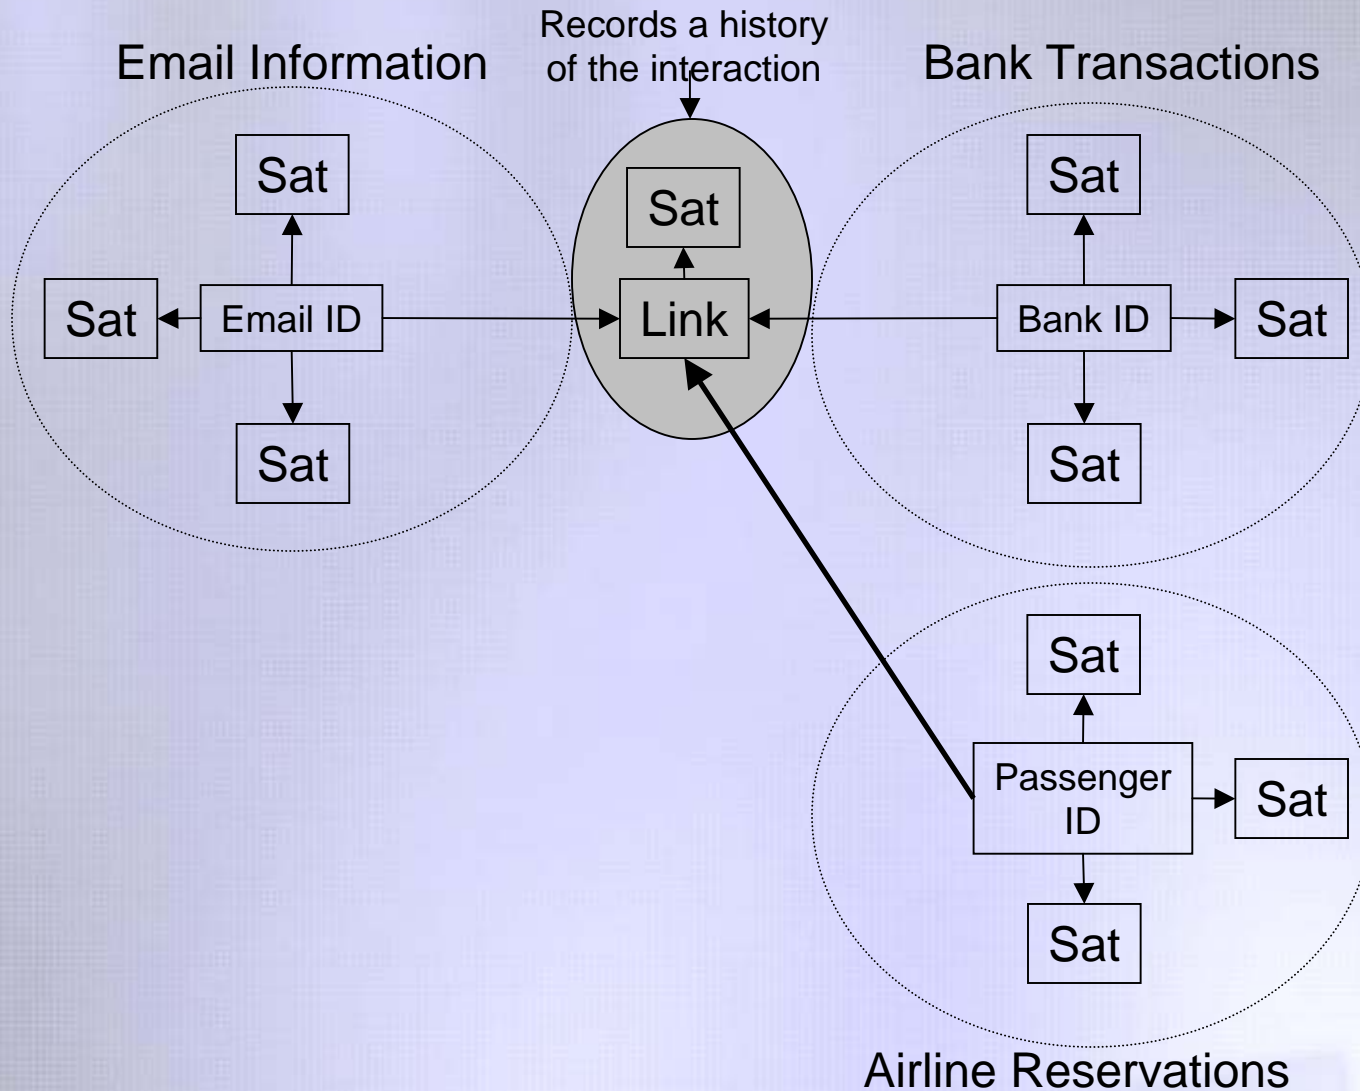 Records a history
of the interaction
Email Information
Bank Transactions
Sat
Sat
Sat
Sat
Email ID
Link
Bank ID
Sat
Sat
Sat
Sat
Passenger
ID
Sat
Sat
Airline Reservations